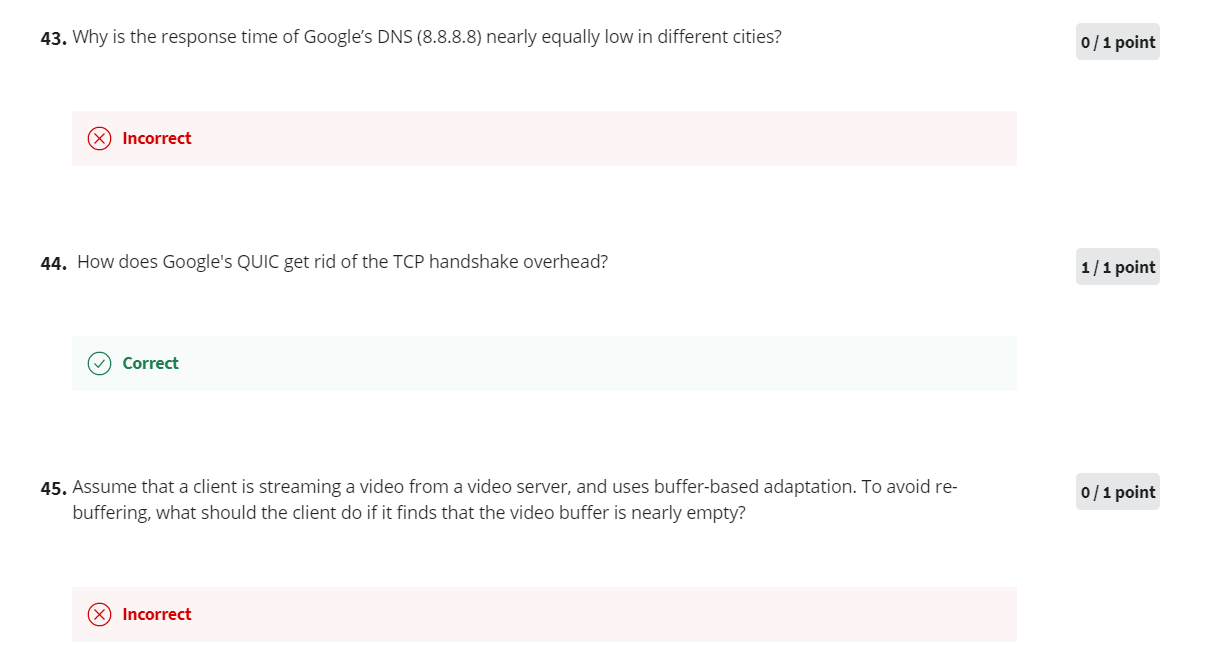 43. Why is the response time of Google’s DNS (8.8.8.8) nearly equally low in different cities?
0 / 1 point
Incorrect
44. How does Google's QUIC get rid of the TCP handshake overhead?
1 / 1 point
Correct
45. Assume that a client is streaming a video from a video server, and uses buffer-based adaptation. To avoid re-
buffering, what should the client do if it finds that the video buffer is nearly empty?
0 / 1 point
Incorrect